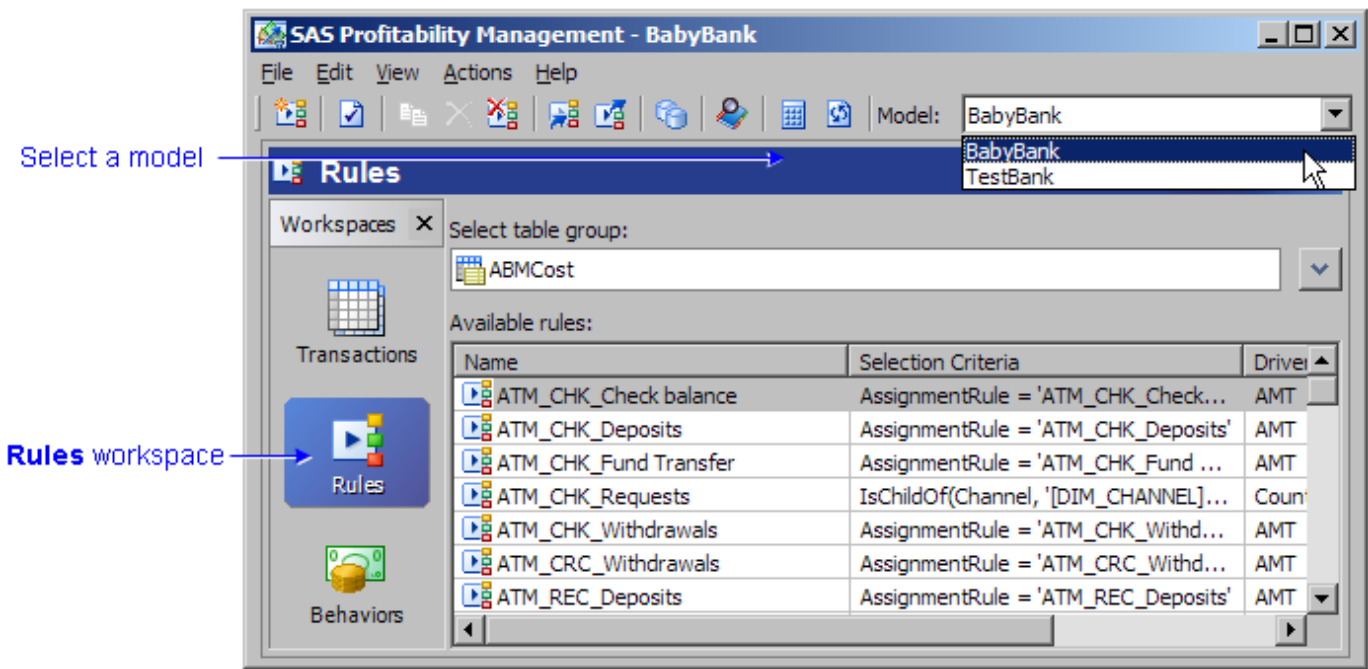 SAS Profitability Management - BabyBank
File Edit View Actions Help
Model: BabyBank
BabyBank
TestBank
Select a model
Rules
Workspaces X
Select table group:
ABMCost
Available rules:
Transactions
Name Selection Criteria Driver
ATM_CHK_Check balance AssignmentRule = 'ATM_CHK_Check... AMT
ATM_CHK_Deposits AssignmentRule = 'ATM_CHK_Deposits' AMT
ATM_CHK_Fund Transfer AssignmentRule = 'ATM_CHK_Fund ... AMT
Rules workspace
Rules
ATM_CHK_Requests IsChildOf(Channel, '[DIM_CHANNEL]... Count
ATM_CHK_Withdrawals AssignmentRule = 'ATM_CHK_Withd... AMT
ATM_CRC_Withdrawals AssignmentRule = 'ATM_CRC_Withd... AMT
ATM_REC_Deposits AssignmentRule = 'ATM_REC_Deposits' AMT
Behaviors